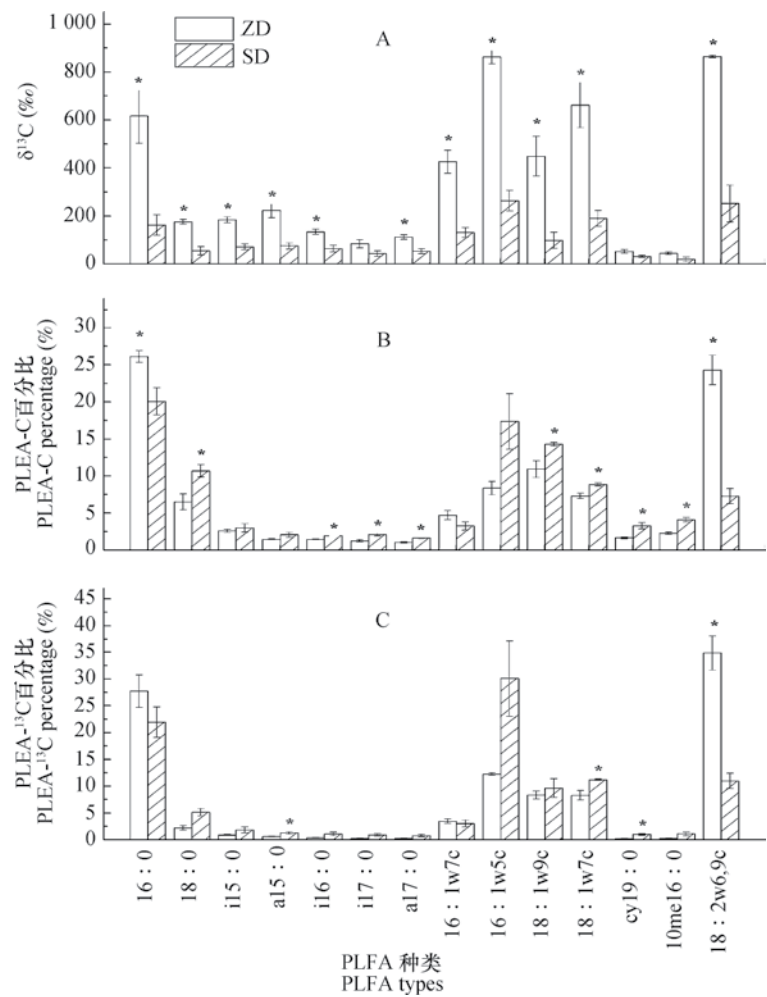 A
ZD
SD
1 000
800
600
400
200
0
δ¹³C (‰)
* * * * * * * * * * * *
B
30
25
20
15
10
5
0
PLEA-C百分比
PLEA-C percentage (%)
* * * * * * * * * *
C
45
40
35
30
25
20
15
10
5
0
PLEA-¹³C百分比
PLEA-¹³C percentage (%)
* * * *
16：0
18：0
i15：0
a15：0
i16：0
i17：0
a17：0
16：1w7c
16：1w5c
18：1w9c
18：1w7c
cy19：0
10me16：0
18：2w6,9c
PLFA 种类
PLFA types